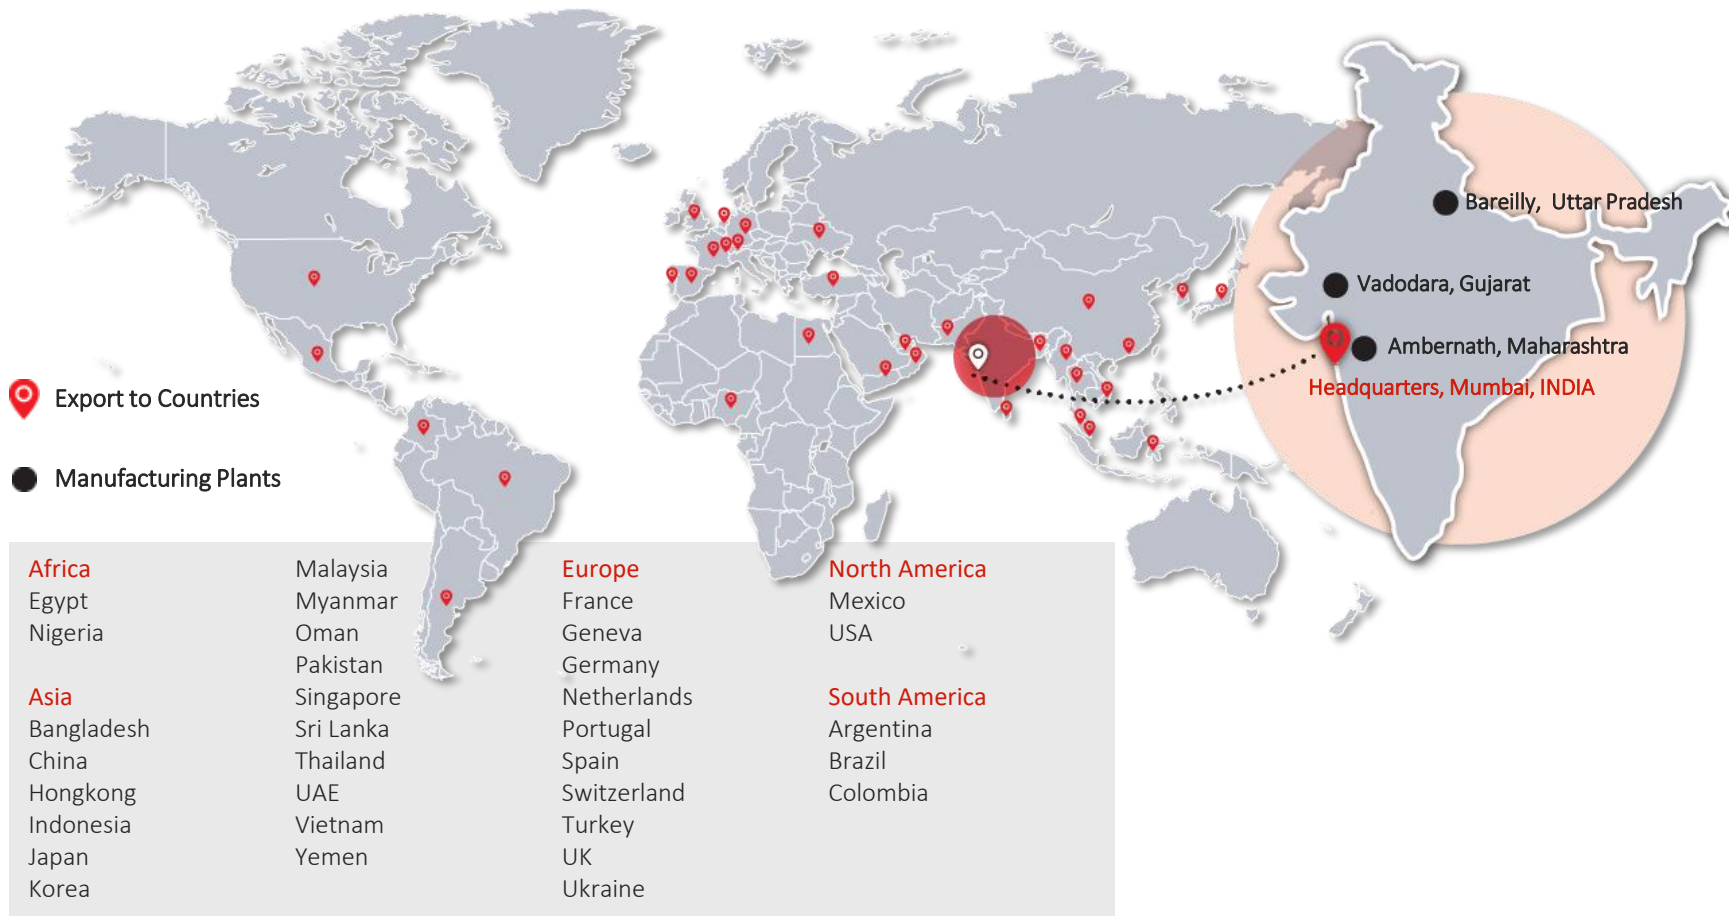 Bareilly, Uttar Pradesh
Vadodara, Gujarat
Ambernath, Maharashtra
Headquarters, Mumbai, INDIA
Export to Countries
Manufacturing Plants
Africa
Egypt
Nigeria
Asia
Bangladesh
China
Hongkong
Indonesia
Japan
Korea
Malaysia
Myanmar
Oman
Pakistan
Singapore
Sri Lanka
Thailand
UAE
Vietnam
Yemen
Europe
France
Geneva
Germany
Netherlands
Portugal
Spain
Switzerland
Turkey
UK
Ukraine
North America
Mexico
USA
South America
Argentina
Brazil
Colombia